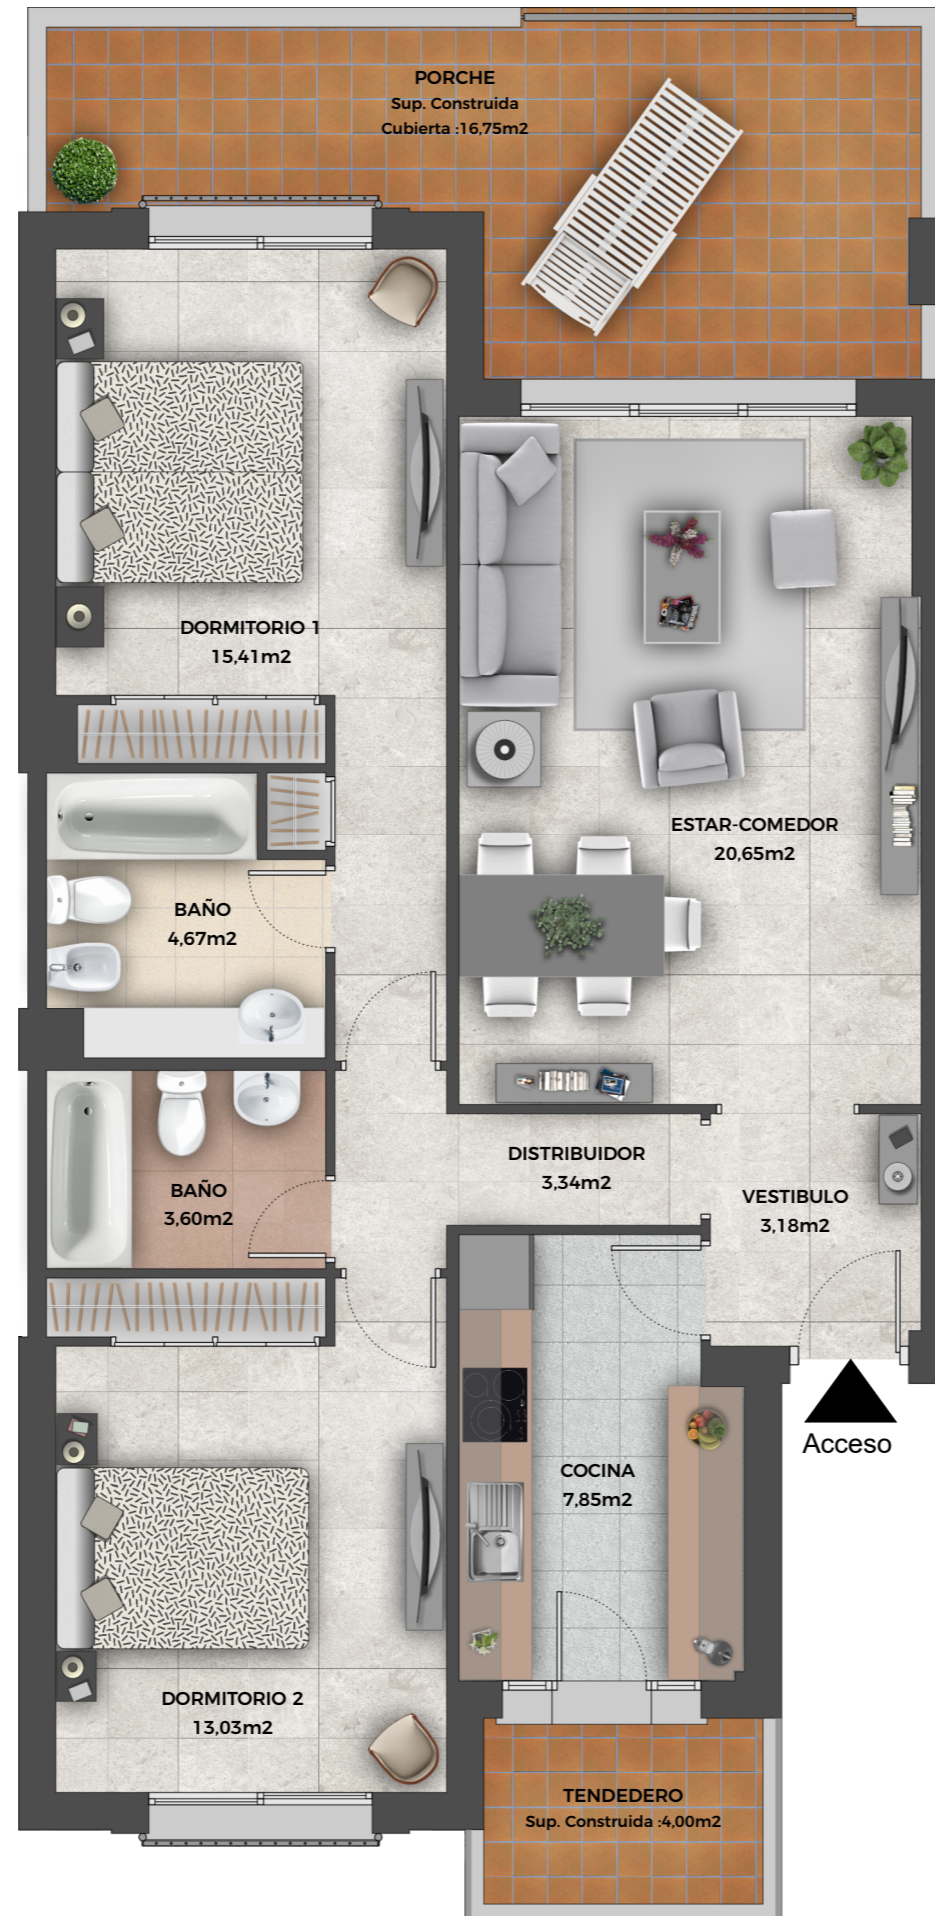 PORCHE
Sup. Construida
Cubierta :16,75m2
DORMITORIO 1
15,41m2
ESTAR-COMEDOR
20,65m2
BAÑO
4,67m2
DISTRIBUIDOR
3,34m2
BAÑO
3,60m2
VESTIBULO
3,18m2
Acceso
COCINA
7,85m2
DORMITORIO 2
13,03m2
TENDEDERO
Sup. Construida :4,00m2